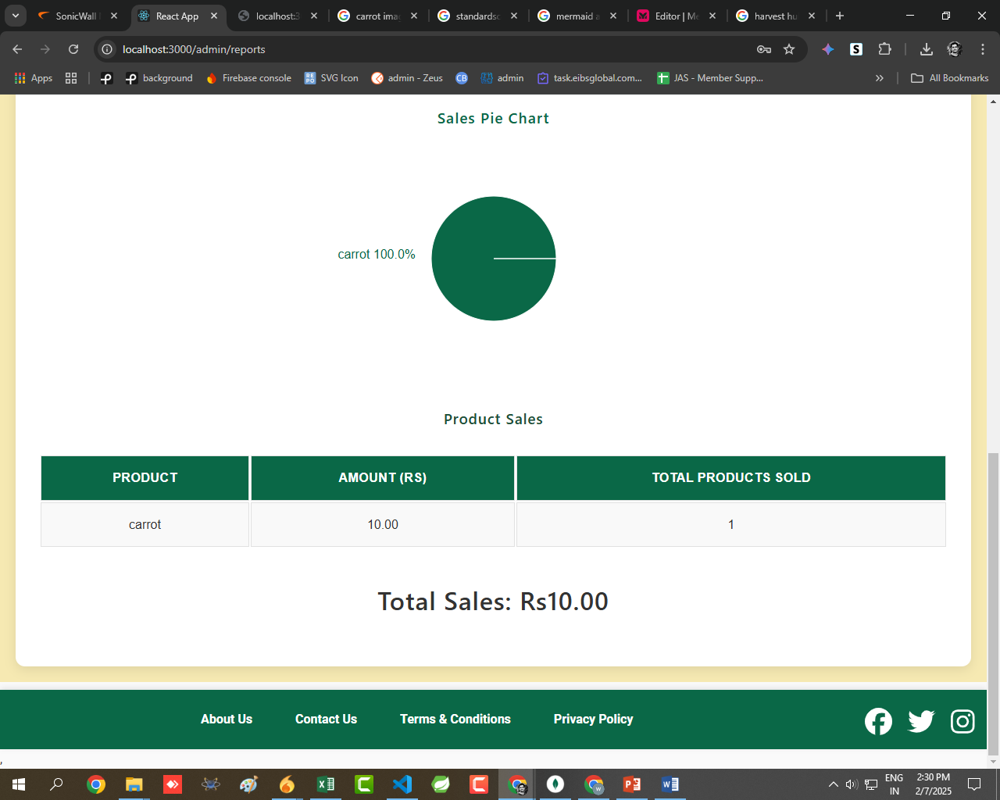 SonicWall
React App
localhost:3
carrot ima
standards
mermaid a
Editor | Me
harvest hu
localhost:3000/admin/reports
Apps
background
Firebase console
REPO
SVG Icon
admin - Zeus
CB
admin
task.eibsglobal.com...
JAS - Member Supp...
All Bookmarks
Sales Pie Chart
carrot 100.0%
Product Sales
PRODUCT AMOUNT (RS) TOTAL PRODUCTS SOLD
carrot 10.00 1
Total Sales: Rs10.00
About Us Contact Us Terms & Conditions Privacy Policy
,
ENG
IN
2:30 PM
2/7/2025